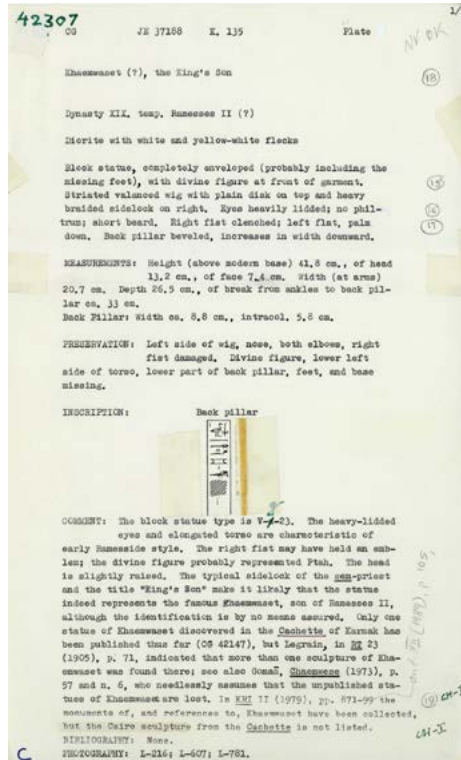 42307
1/
CG JE 37188 K. 135 Plate
NV OK
Khaemwaset (?), the King's Son
18
Dynasty XIX, temp. Ramesses II (?)
Diorite with white and yellow-white flecks
Block statue, completely enveloped (probably including the
missing feet), with divine figure at front of garment.
Striated valanced wig with plain disk on top and heavy
braided sidelock on right. Eyes heavily lidded; no phil-
trum; short beard. Right fist clenched; left flat, palm
down. Back pillar beveled, increases in width downward.
16
17
MEASUREMENTS: Height (above modern base) 41.8 cm., of head
13.2 cm., of face 7.4 cm. Width (at arms)
20.7 cm. Depth 26.5 cm., of break from ankles to back pil-
lar ca. 33 cm.
Back Pillar: Width ca. 8.8 cm., intracol. 5.8 cm.
PRESERVATION: Left side of wig, nose, both elbows, right
fist damaged. Divine figure, lower left
side of torso, lower part of back pillar, feet, and base
missing.
INSCRIPTION: Back pillar
COMMENT: The block statue type is V-23. The heavy-lidded
eyes and elongated torso are characteristic of
early Ramesside style. The right fist may have held an emb-
lem; the divine figure probably represented Ptah. The head
is slightly raised. The typical sidelock of the sem-priest
and the title "King's Son" make it likely that the statue
indeed represents the famous Khaemwaset, son of Ramesses II,
although the identification is by no means assured. Only one
statue of Khaemwaset discovered in the Cachette of Karnak has
been published thus far (CG 42147), but Legrain, in RT 23
(1905), p. 71, indicated that more than one sculpture of Kha-
emwaset was found there; see also Gomaà, Chaemwese (1973), p.
57 and n. 6, who needlessly assumes that the unpublished sta-
tues of Khaemwaset are lost. In KRI II (1979), pp. 871-99 the
monuments of, and references to, Khaemwaset have been collected,
but the Cairo sculpture from the Cachette is not listed.
19
BIBLIOGRAPHY: None.
PHOTOGRAPHY: L-216; L-607; L-781.
C